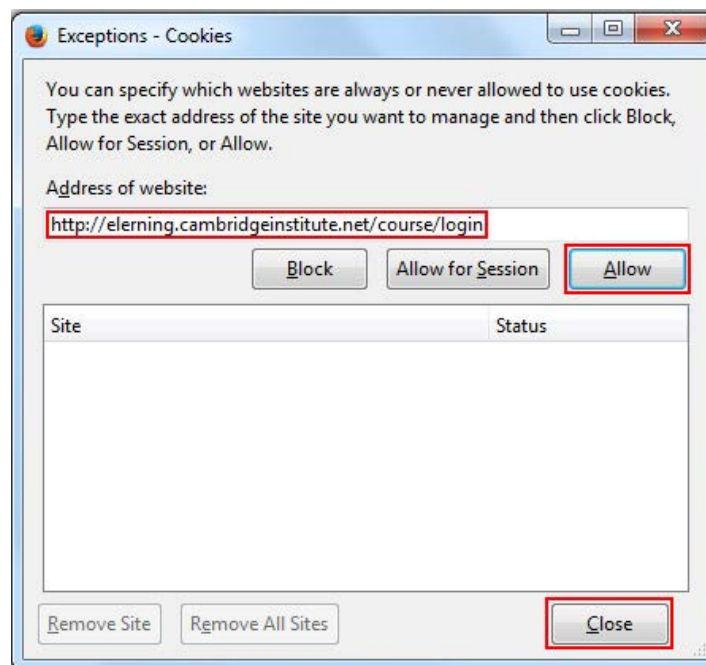 Exceptions - Cookies
You can specify which websites are always or never allowed to use cookies.
Type the exact address of the site you want to manage and then click Block,
Allow for Session, or Allow.
Address of website:
http://elerning.cambridgeinstitute.net/course/login
Block Allow for Session Allow
Site Status
Remove Site Remove All Sites Close